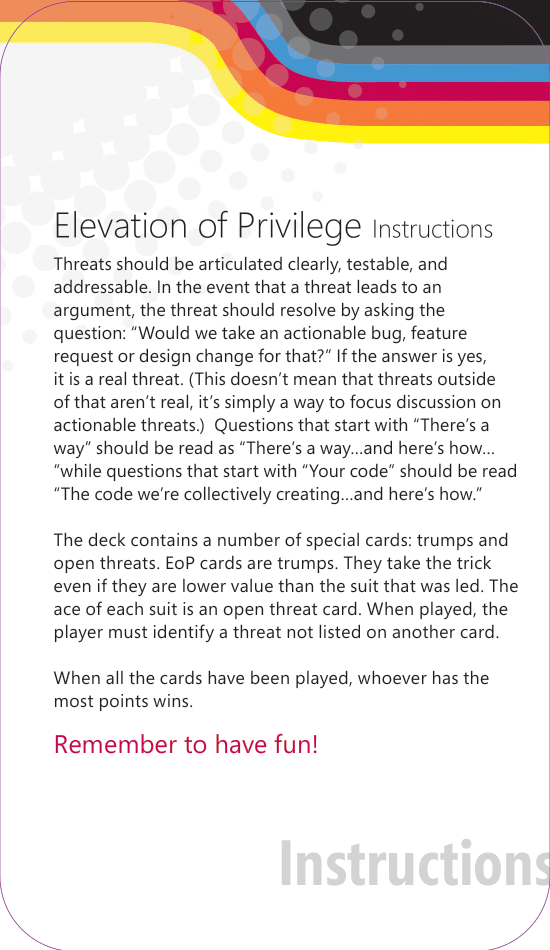 Elevation of Privilege Instructions
Threats should be articulated clearly, testable, and
addressable. In the event that a threat leads to an
argument, the threat should resolve by asking the
question: “Would we take an actionable bug, feature
request or design change for that?” If the answer is yes,
it is a real threat. (This doesn’t mean that threats outside
of that aren’t real, it’s simply a way to focus discussion on
actionable threats.)  Questions that start with “There’s a
way” should be read as “There’s a way…and here’s how…
”while questions that start with “Your code” should be read
“The code we’re collectively creating…and here’s how.”

The deck contains a number of special cards: trumps and
open threats. EoP cards are trumps. They take the trick
even if they are lower value than the suit that was led. The
ace of each suit is an open threat card. When played, the
player must identify a threat not listed on another card.

When all the cards have been played, whoever has the
most points wins.

Remember to have fun!
Instructions